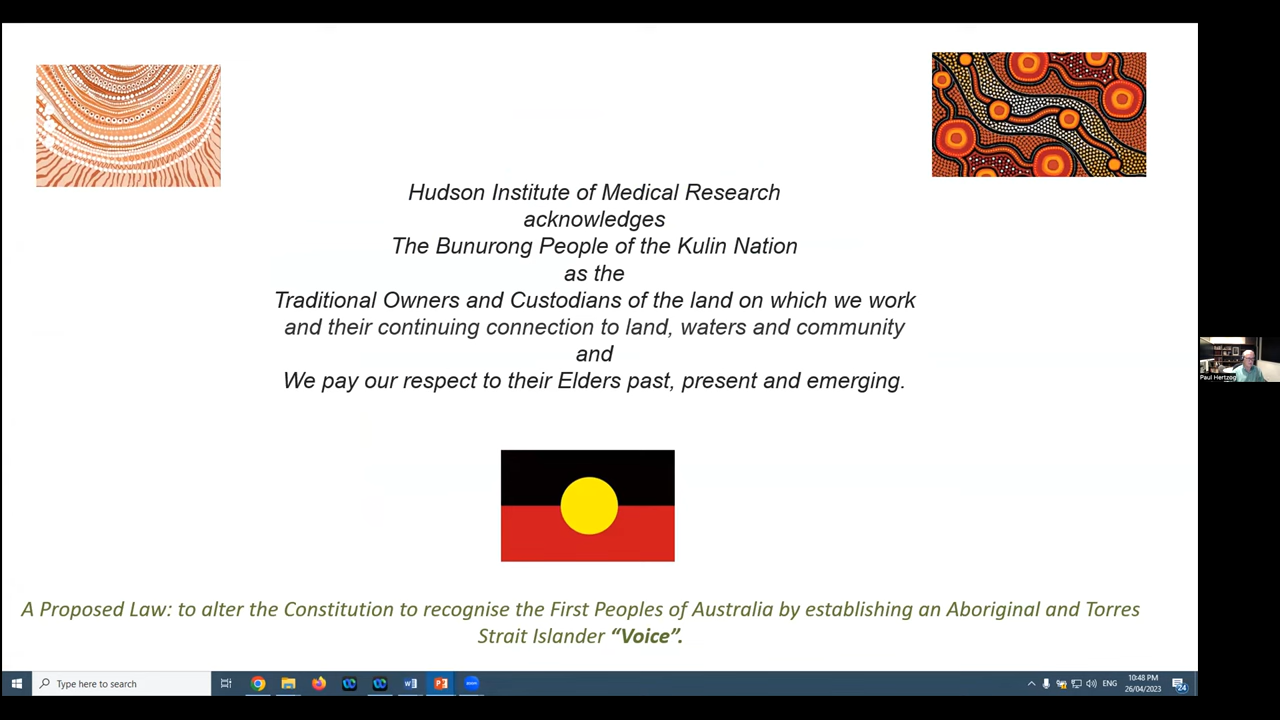 Hudson Institute of Medical Research
acknowledges
The Bunurong People of the Kulin Nation
as the
Traditional Owners and Custodians of the land on which we work
and their continuing connection to land, waters and community
and
We pay our respect to their Elders past, present and emerging.
Paul Hertzog
A Proposed Law: to alter the Constitution to recognise the First Peoples of Australia by establishing an Aboriginal and Torres
Strait Islander “Voice”.
Type here to search
ENG
10:48 PM
26/04/2023
24